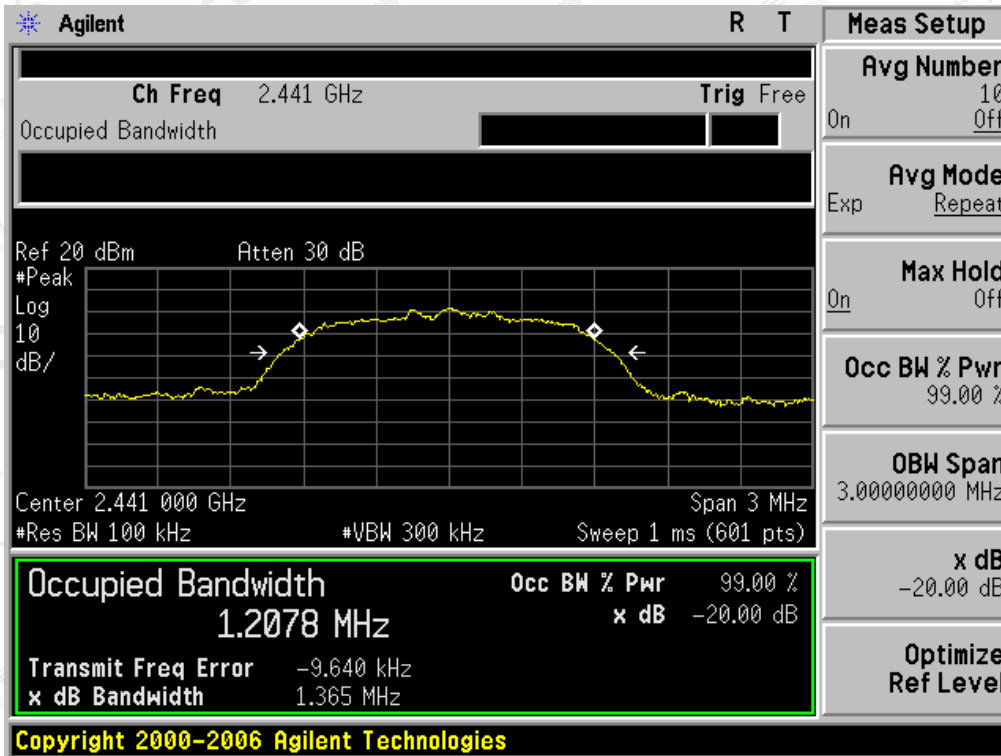 Agilent R T
Ch Freq 2.441 GHz Trig Free
Occupied Bandwidth
Ref 20 dBm Atten 30 dB
#Peak
Log
10
dB/
Center 2.441 000 GHz Span 3 MHz
#Res BW 100 kHz #VBW 300 kHz Sweep 1 ms (601 pts)
Occupied Bandwidth Occ BW % Pwr 99.00 %
1.2078 MHz x dB -20.00 dB
Transmit Freq Error -9.640 kHz
x dB Bandwidth 1.365 MHz
Copyright 2000-2006 Agilent Technologies
Meas Setup
Avg Number
10
On Off
Avg Mode
Exp Repeat
Max Hold
On Off
Occ BW % Pwr
99.00 %
OBW Span
3.00000000 MHz
x dB
-20.00 dB
Optimize
Ref Level